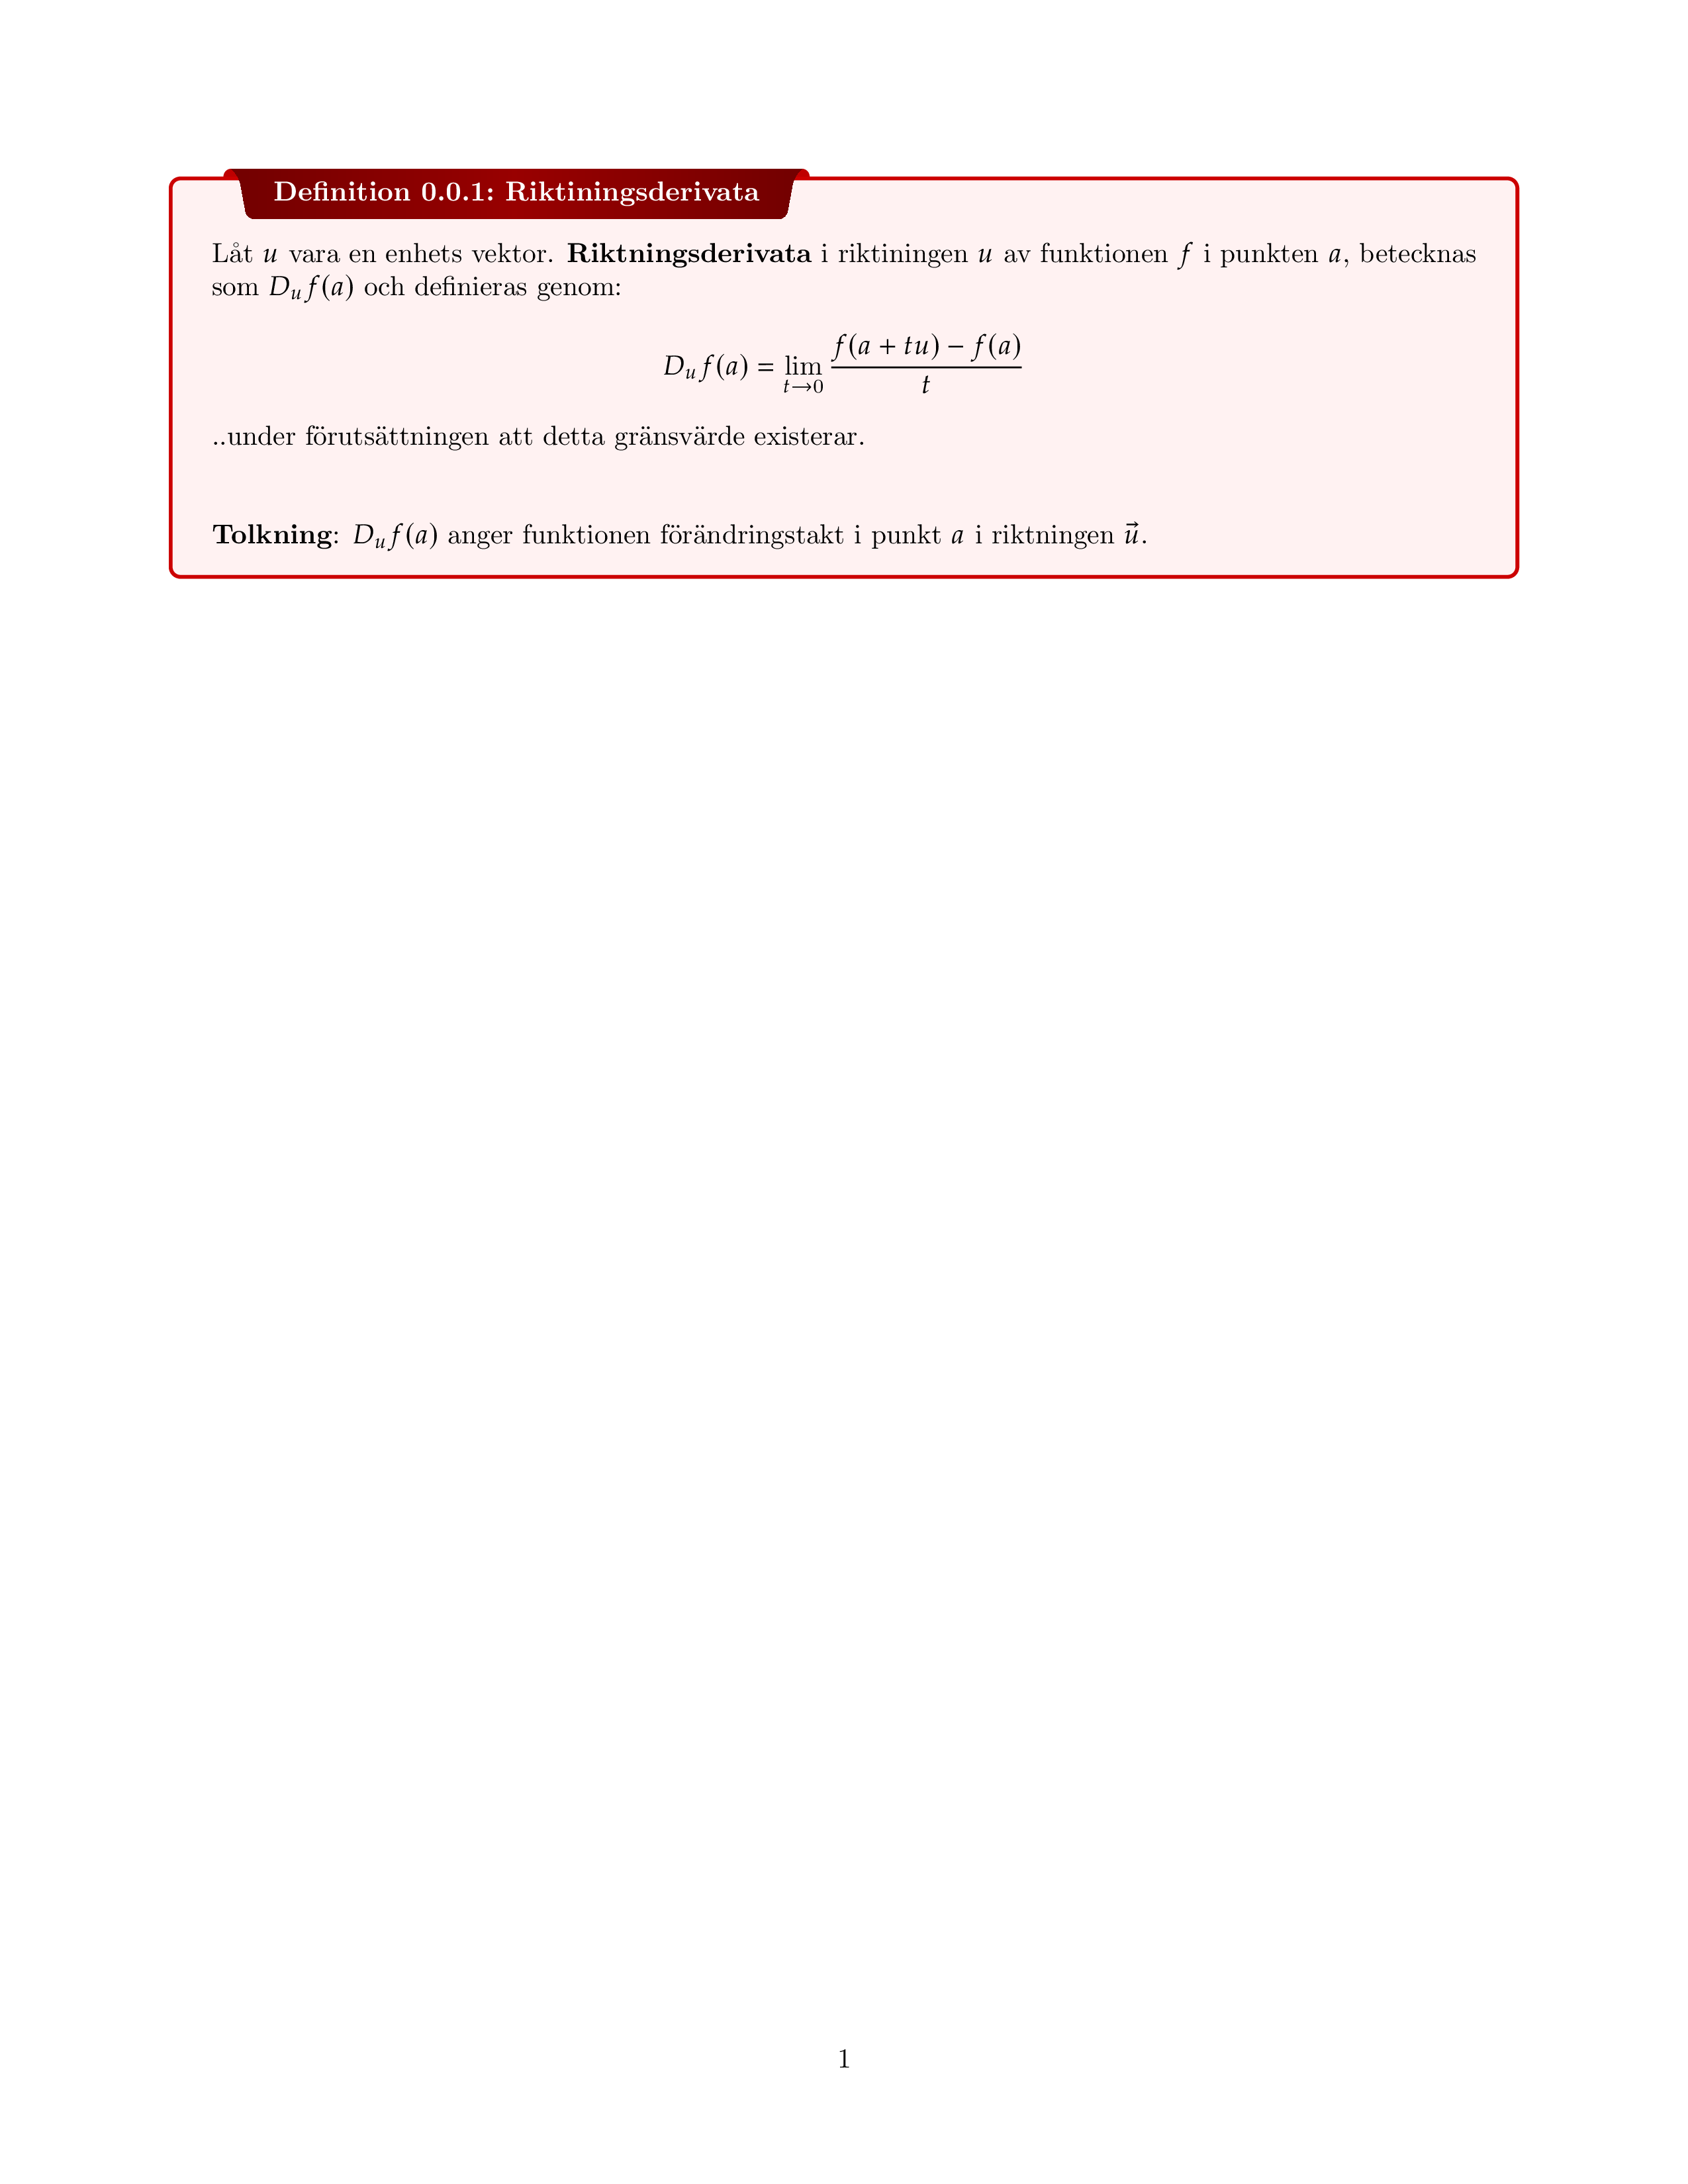 Definition 0.0.1: Riktiningsderivata
Låt u vara en enhets vektor. Riktningsderivata i riktiningen u av funktionen f i punkten a, betecknas
som D_u f(a) och definieras genom:
D_u f(a) = lim_{t→0} \frac{f(a + tu) − f(a)}{t}
..under förutsättningen att detta gränsvärde existerar.
Tolkning: D_u f(a) anger funktionen förändringstakt i punkt a i riktningen \vec{u}.
1